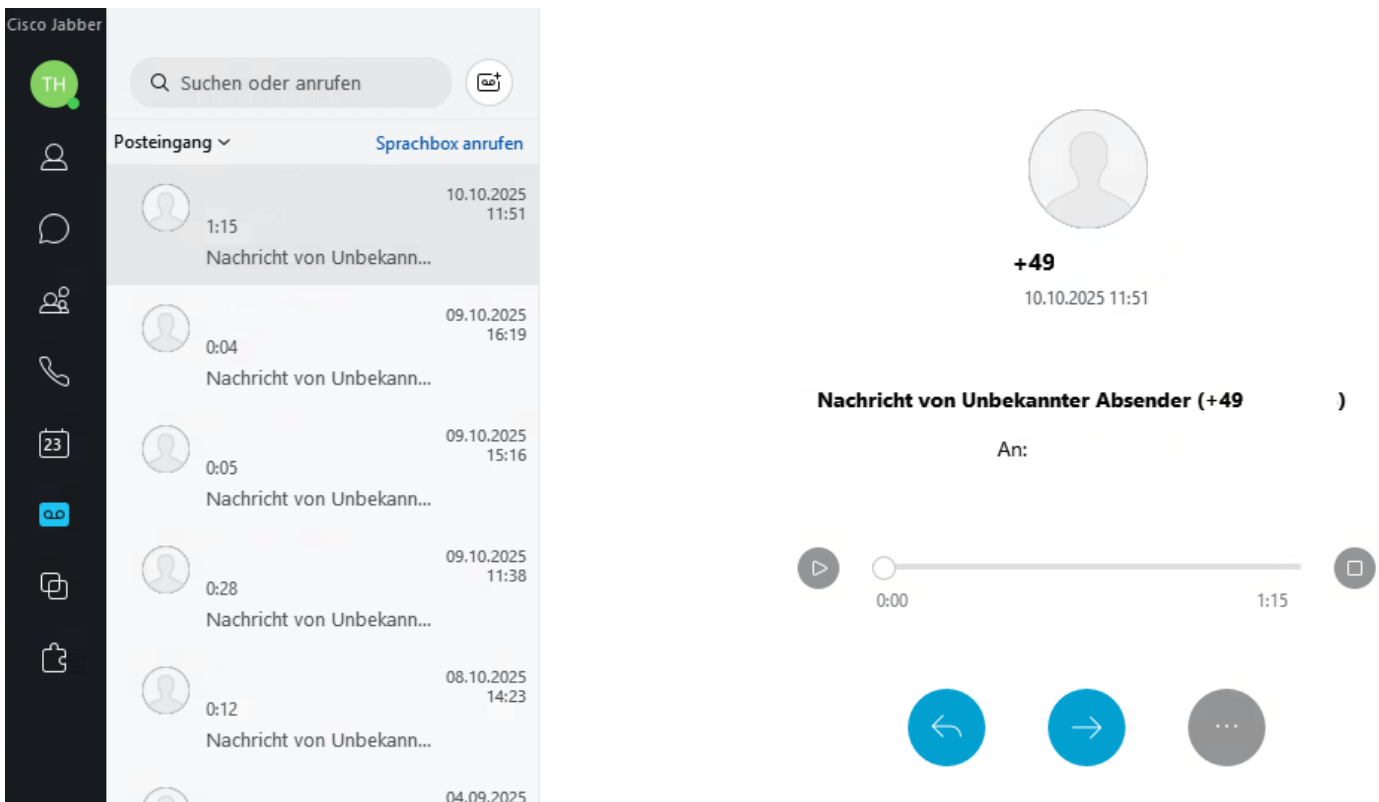 Cisco Jabber
TH
Suchen oder anrufen
Posteingang
Sprachbox anrufen
10.10.2025
11:51
1:15
Nachricht von Unbekann...
09.10.2025
16:19
0:04
Nachricht von Unbekann...
09.10.2025
15:16
0:05
Nachricht von Unbekann...
09.10.2025
11:38
0:28
Nachricht von Unbekann...
08.10.2025
14:23
0:12
Nachricht von Unbekann...
04.09.2025
23
+49
10.10.2025 11:51
Nachricht von Unbekannter Absender (+49 )
An:
0:00
1:15